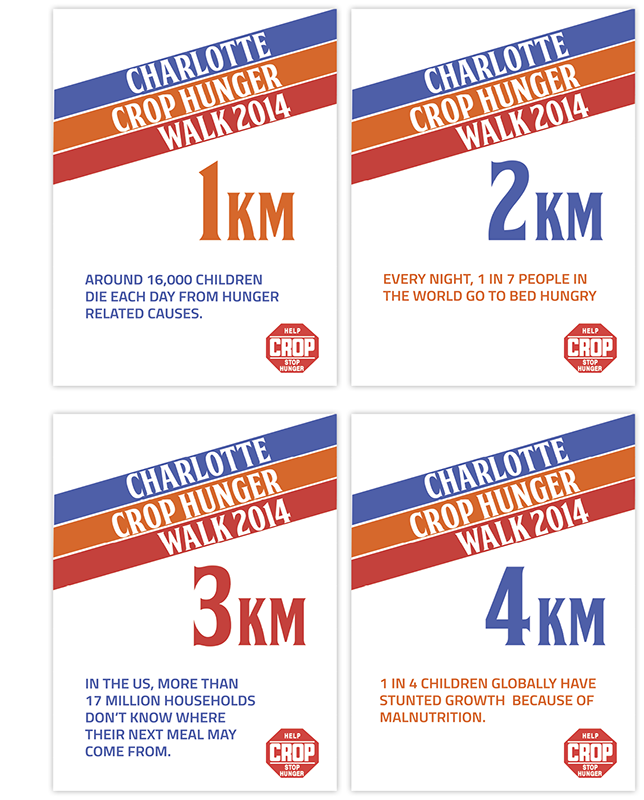 CHARLOTTE
CROP HUNGER
WALK 2014
1KM
AROUND 16,000 CHILDREN
DIE EACH DAY FROM HUNGER
RELATED CAUSES.
HELP
CROP
STOP
HUNGER
CHARLOTTE
CROP HUNGER
WALK 2014
2KM
EVERY NIGHT, 1 IN 7 PEOPLE IN
THE WORLD GO TO BED HUNGRY
HELP
CROP
STOP
HUNGER
CHARLOTTE
CROP HUNGER
WALK 2014
3KM
IN THE US, MORE THAN
17 MILLION HOUSEHOLDS
DON'T KNOW WHERE
THEIR NEXT MEAL MAY
COME FROM.
HELP
CROP
STOP
HUNGER
CHARLOTTE
CROP HUNGER
WALK 2014
4KM
1 IN 4 CHILDREN GLOBALLY HAVE
STUNTED GROWTH  BECAUSE OF
MALNUTRITION.
HELP
CROP
STOP
HUNGER